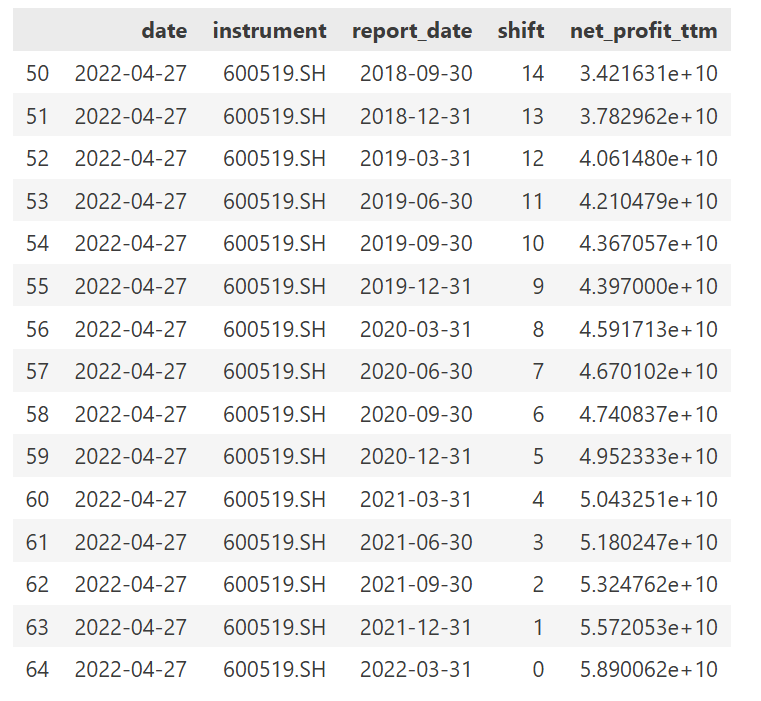 date instrument report_date shift net_profit_ttm
50 2022-04-27 600519.SH 2018-09-30 14 3.421631e+10
51 2022-04-27 600519.SH 2018-12-31 13 3.782962e+10
52 2022-04-27 600519.SH 2019-03-31 12 4.061480e+10
53 2022-04-27 600519.SH 2019-06-30 11 4.210479e+10
54 2022-04-27 600519.SH 2019-09-30 10 4.367057e+10
55 2022-04-27 600519.SH 2019-12-31 9 4.397000e+10
56 2022-04-27 600519.SH 2020-03-31 8 4.591713e+10
57 2022-04-27 600519.SH 2020-06-30 7 4.670102e+10
58 2022-04-27 600519.SH 2020-09-30 6 4.740837e+10
59 2022-04-27 600519.SH 2020-12-31 5 4.952333e+10
60 2022-04-27 600519.SH 2021-03-31 4 5.043251e+10
61 2022-04-27 600519.SH 2021-06-30 3 5.180247e+10
62 2022-04-27 600519.SH 2021-09-30 2 5.324762e+10
63 2022-04-27 600519.SH 2021-12-31 1 5.572053e+10
64 2022-04-27 600519.SH 2022-03-31 0 5.890062e+10